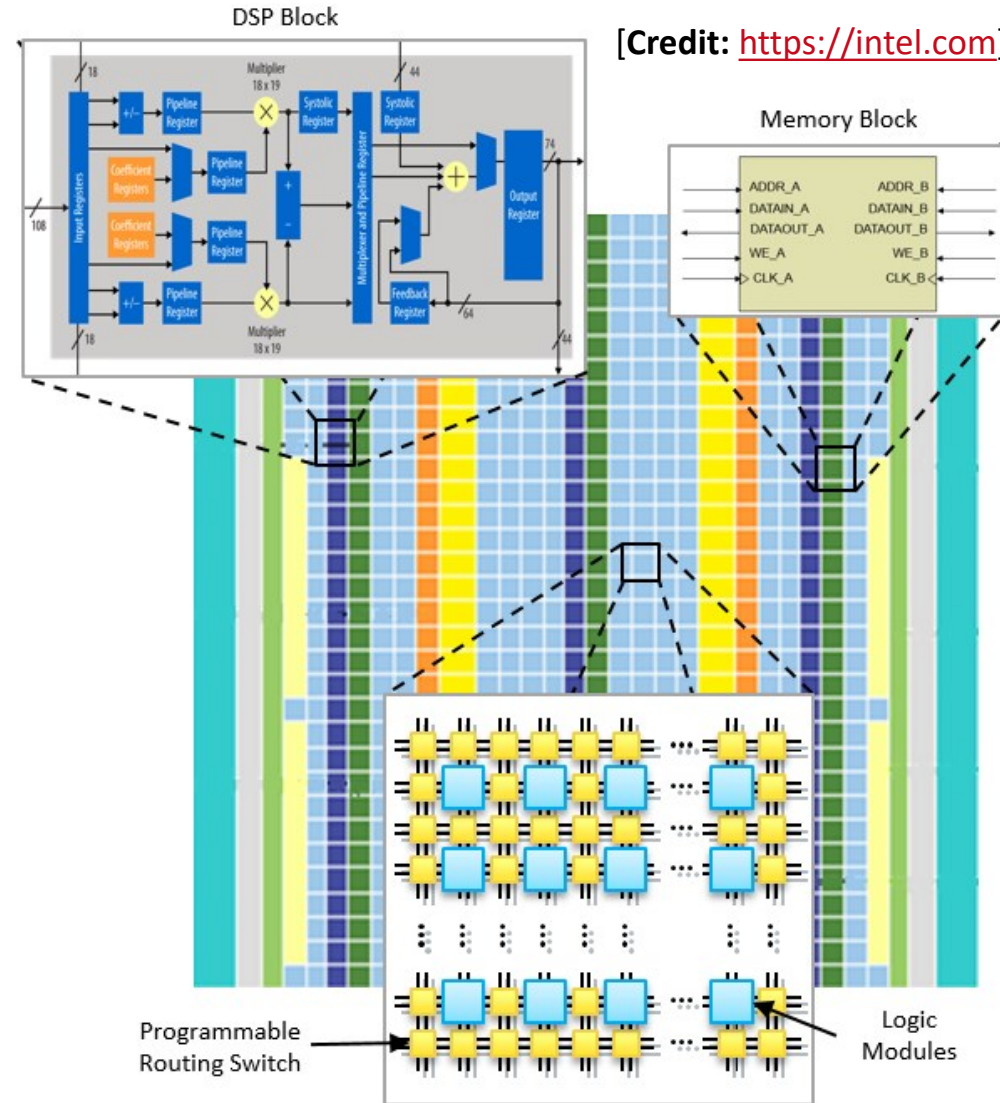 DSP Block
[Credit: https://intel.com]
18
44
Multiplier
18 x 19
+/-
Pipeline
Register
×
Systolic
Register
Systolic
Register
74
Input Registers
Coefficient
Registers
Pipeline
Register
+
−
Multiplexer and Pipeline Register
+
Output
Register
108
Coefficient
Registers
Pipeline
Register
+/-
Pipeline
Register
×
Feedback
Register
64
18
Multiplier
18 x 19
44
Memory Block
ADDR_A ADDR_B
DATAIN_A DATAIN_B
DATAOUT_A DATAOUT_B
WE_A WE_B
CLK_A CLK_B
Programmable
Routing Switch
Logic
Modules